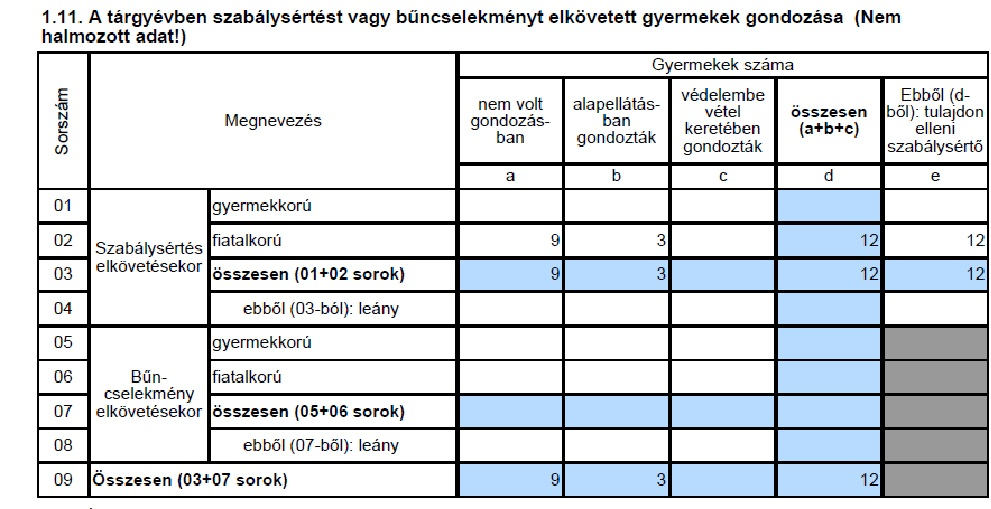 1.11. A tárgyévben szabálysértést vagy bűncselekményt elkövetett gyermekek gondozása (Nem
halmozott adat!)
Sorszám
Megnevezés
Gyermekek száma
nem volt
gondozás-
ban
alapellátás-
ban
gondozták
védelembe
vétel
keretében
gondozták
összesen
(a+b+c)
Ebből (d-
ből): tulajdon
elleni
szabálysértő
a b c d e
Szabálysértés
elkövetésekor
01 gyermekkorú
02 fiatalkorú 9 3 12 12
03 összesen (01+02 sorok) 9 3 12 12
04 ebből (03-ból): leány
Bűn-
cselekmény
elkövetésekor
05 gyermekkorú
06 fiatalkorú
07 összesen (05+06 sorok)
08 ebből (07-ből): leány
09 Összesen (03+07 sorok) 9 3 12